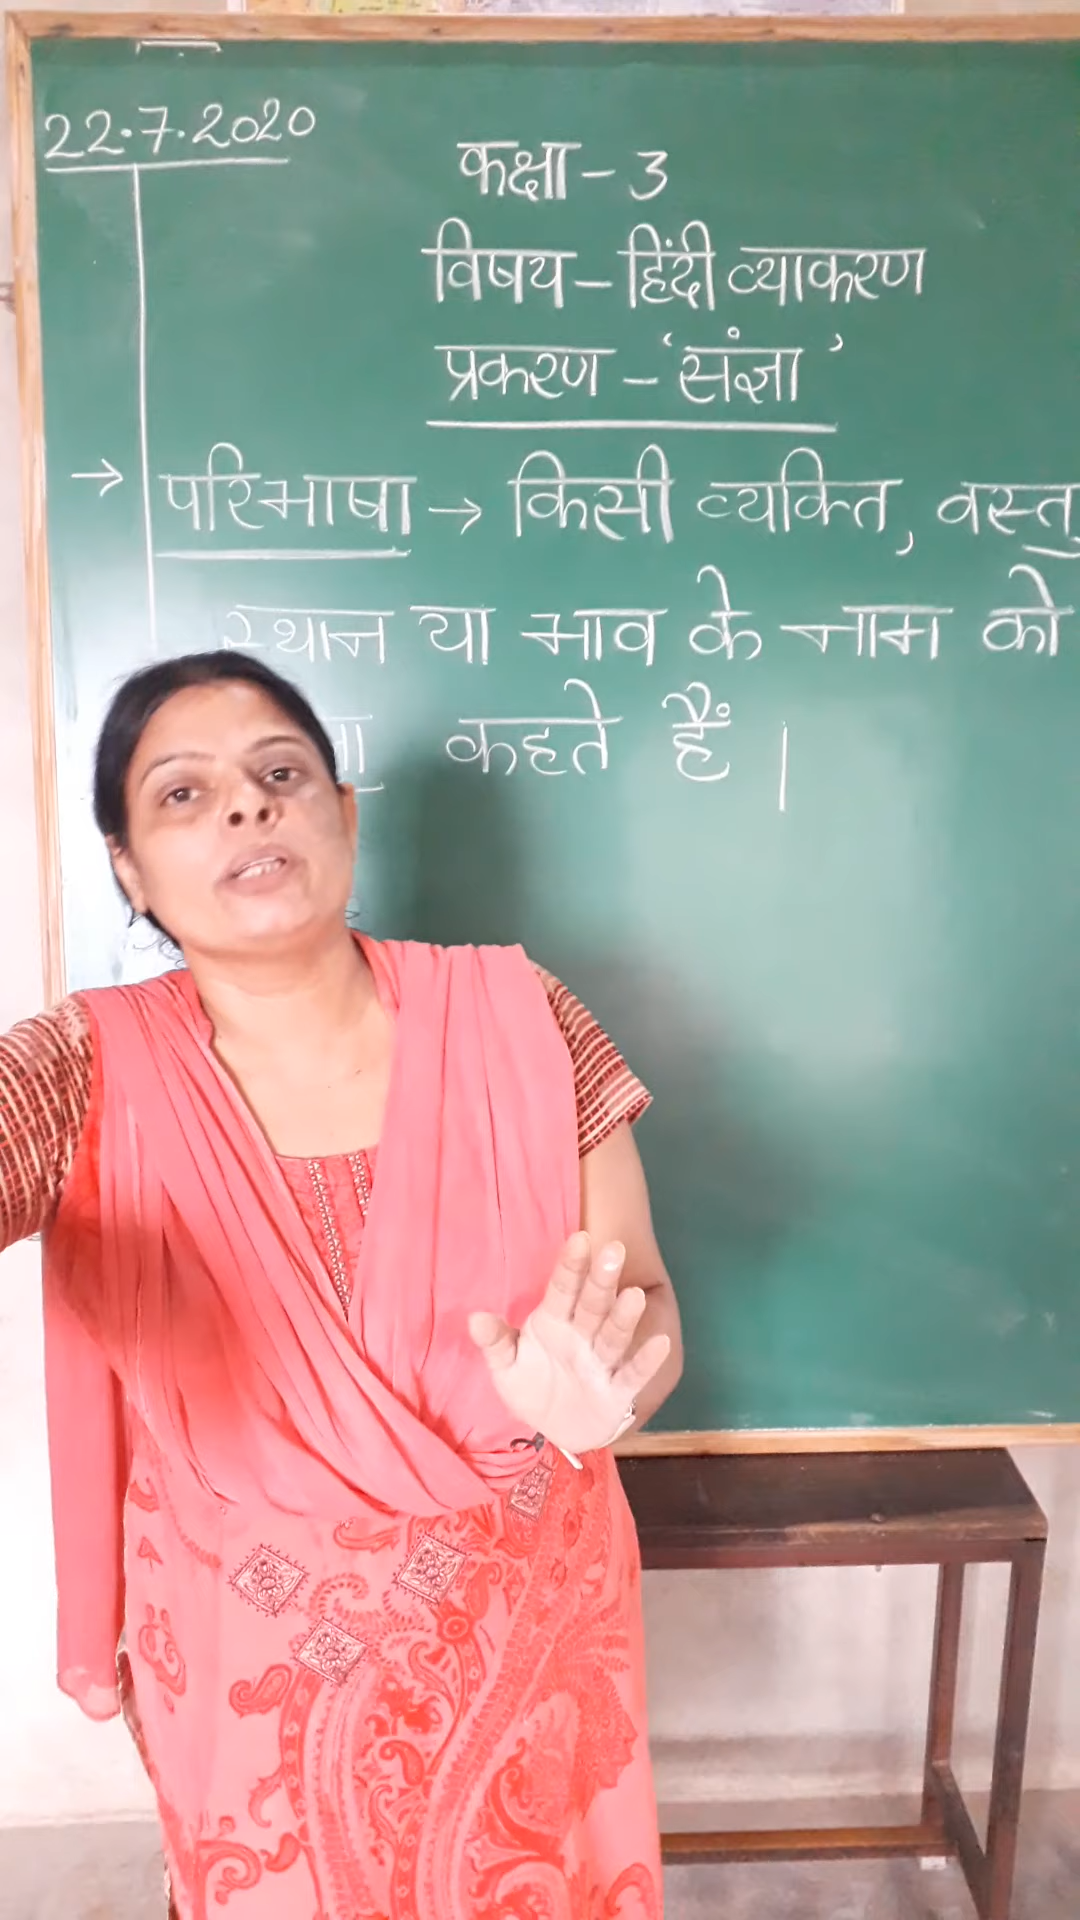 22.7.2020
कक्षा - 3
विषय - हिंदी व्याकरण
प्रकरण - 'संज्ञा'
→ परिभाषा → किसी व्यक्ति, वस्तु
स्थान या भाव के नाम को
कहते हैं |